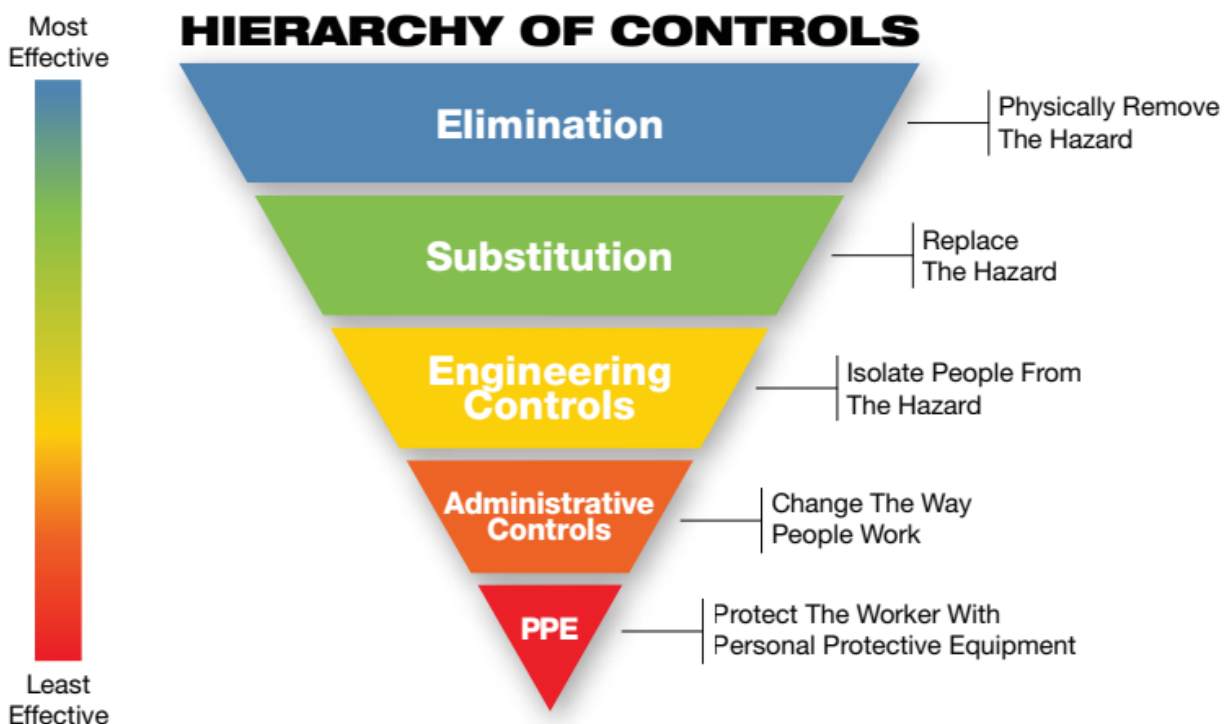 Most
Effective
HIERARCHY OF CONTROLS
Elimination
Physically Remove
The Hazard
Substitution
Replace
The Hazard
Engineering
Controls
Isolate People From
The Hazard
Administrative
Controls
Change The Way
People Work
PPE
Protect The Worker With
Personal Protective Equipment
Least
Effective